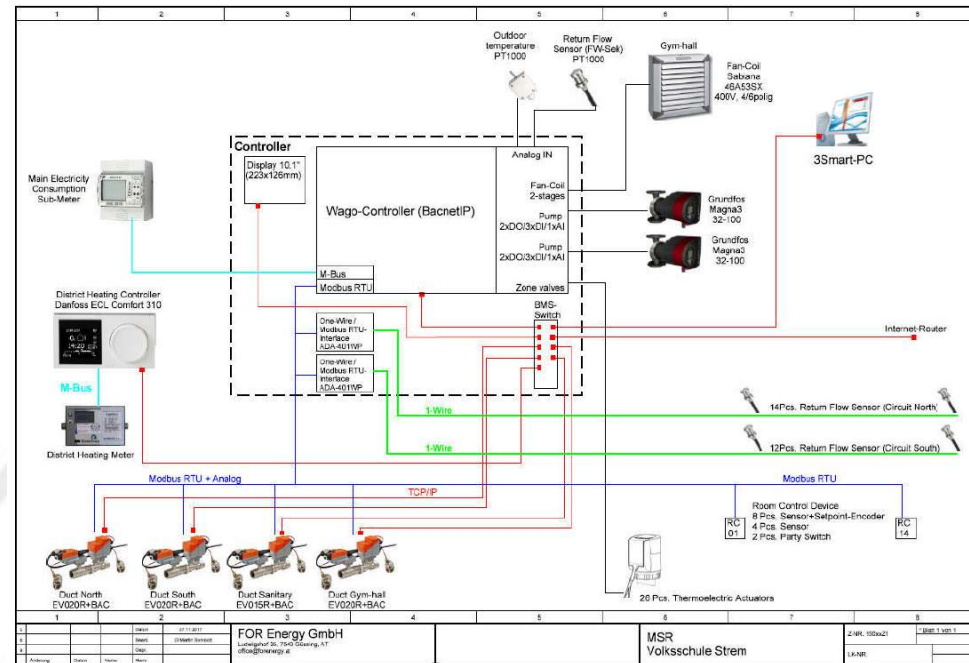 1 2 3 4 5 6 7 8
Outdoor
temperature
PT1000
Return Flow
Sensor (FW-Sek)
PT1000
Gym-hall
Fan-Coil
Sabiana
46A53SX
400V, 4/6polig
3Smart-PC
Controller
Display 10.1"
(223x126mm)
Wago-Controller (BacnetIP)
Analog IN
Fan-Coil
2-stages
Pump
2xDO/3xDI/1xAI
Pump
2xDO/3xDI/1xAI
Zone valves
M-Bus
Modbus RTU
Grundfos
Magna3
32-100
Grundfos
Magna3
32-100
Main Electricity
Consumption
Sub-Meter
District Heating Controller
Danfoss ECL Comfort 310
M-Bus
District Heating Meter
One-Wire /
Modbus RTU-
Interface
ADA-401WP
One-Wire /
Modbus RTU-
Interface
ADA-401WP
BMS-
Switch
Internet-Router
1-Wire
14Pcs. Return Flow Sensor (Circuit North)
1-Wire
12Pcs. Return Flow Sensor (Circuit South)
Modbus RTU + Analog
TCP/IP
Modbus RTU
RC
01
Room Control Device
8 Pcs. Sensor+Setpoint-Encoder
4 Pcs. Sensor
2 Pcs. Party Switch
RC
14
Duct North
EV020R+BAC
Duct South
EV020R+BAC
Duct Sanitary
EV015R+BAC
Duct Gym-hall
EV020R+BAC
26 Pcs. Thermoelectric Actuators
1 2 3 4 5 6 7 8
FOR Energy GmbH
office@forenergy.at
MSR
Volksschule Strem
Blatt 1 von 1